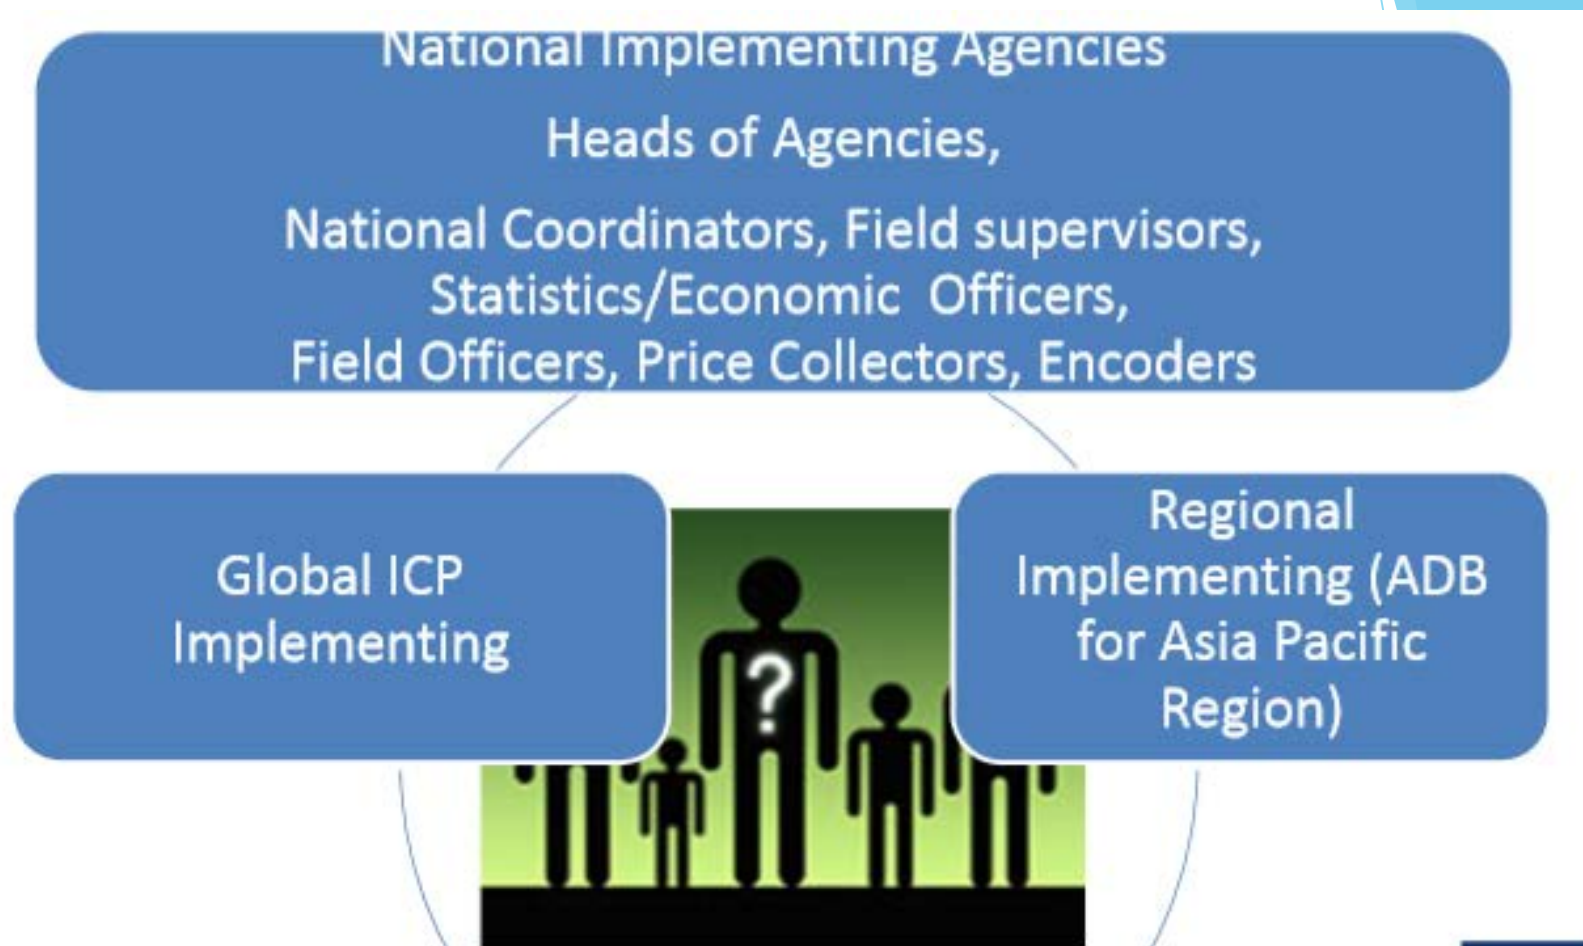 National Implementing Agencies
Heads of Agencies,
National Coordinators, Field supervisors,
Statistics/Economic Officers,
Field Officers, Price Collectors, Encoders
Global ICP
Implementing
Regional
Implementing (ADB
for Asia Pacific
Region)
?